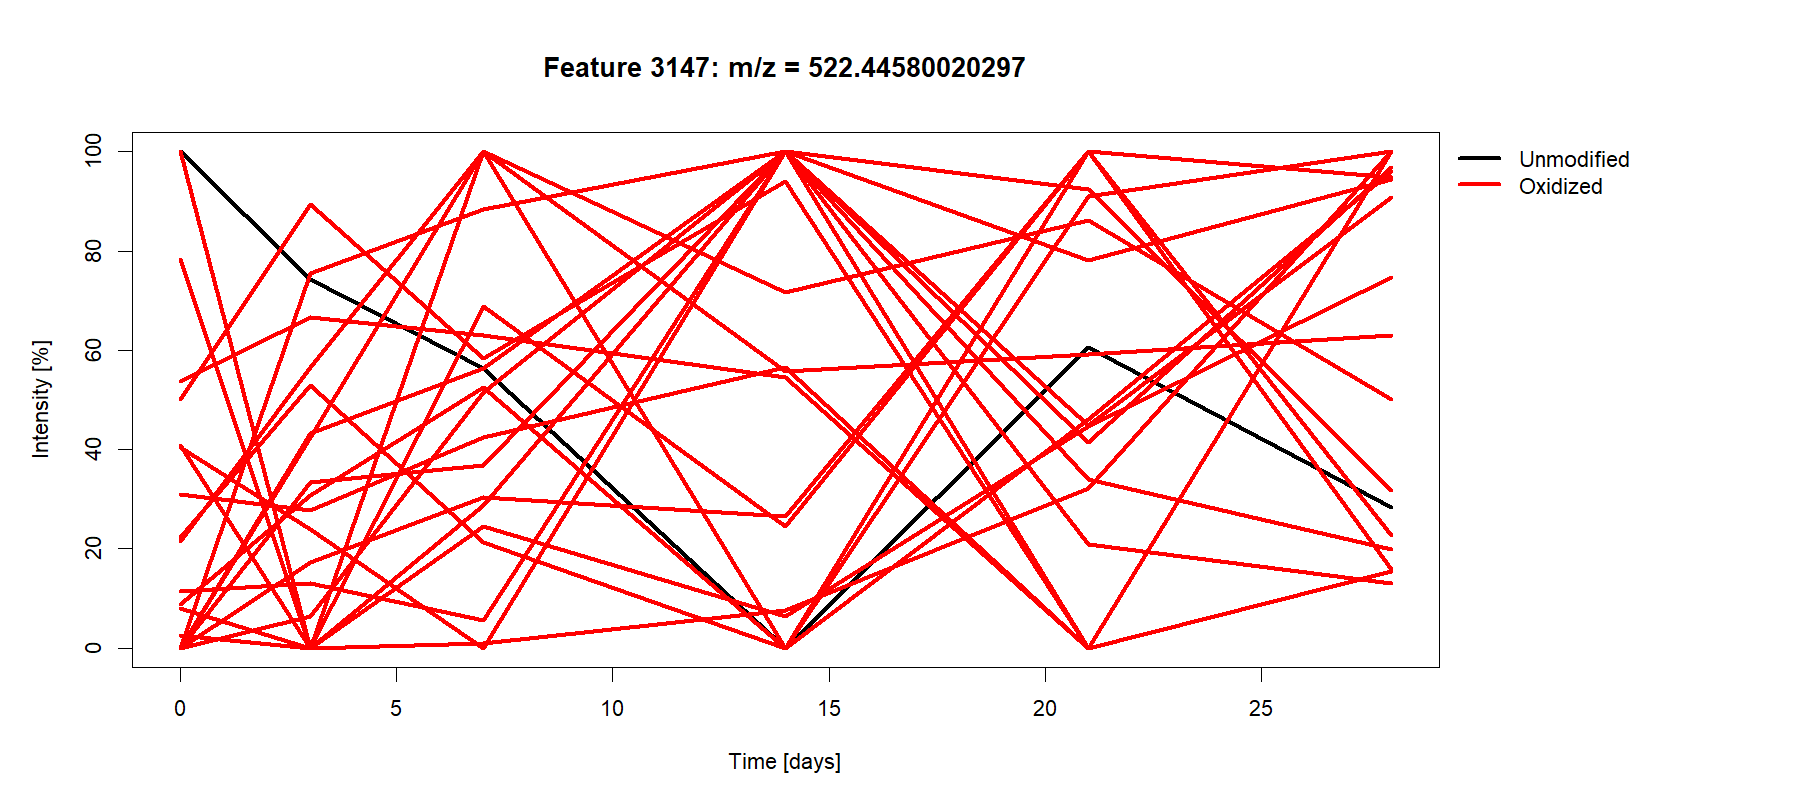 Feature 3147: m/z = 522.44580020297
Unmodified
Oxidized
Intensity [%]
100
80
60
40
20
0
0 5 10 15 20 25
Time [days]